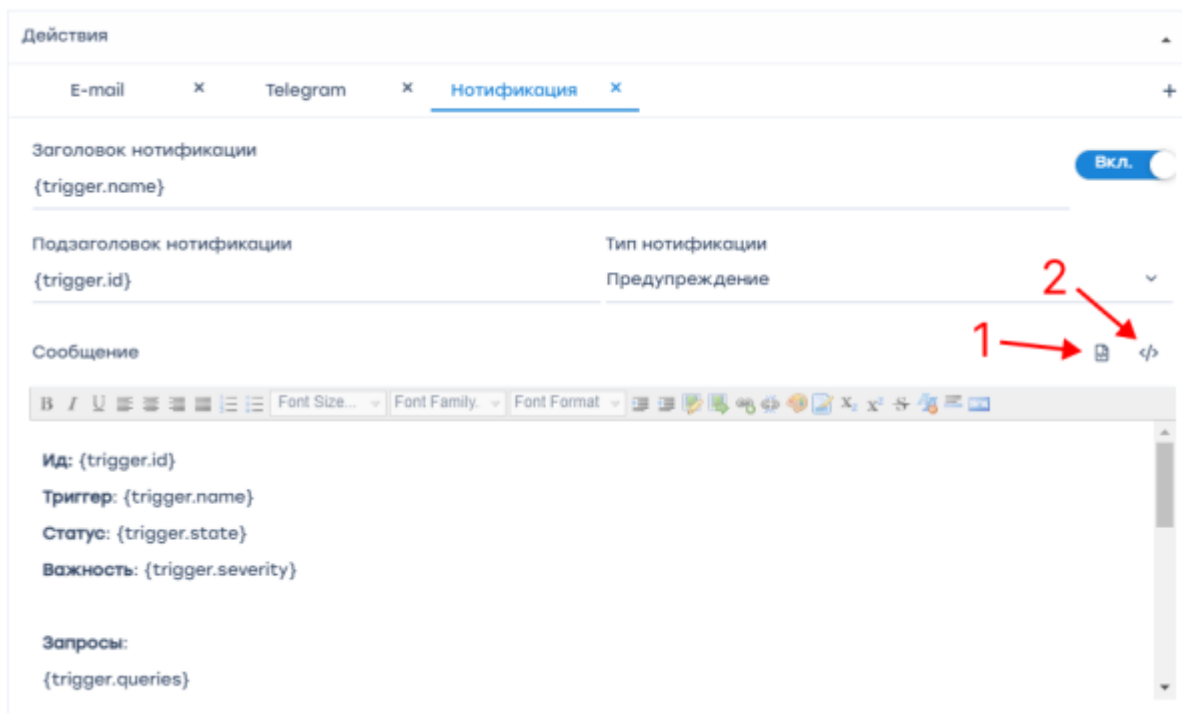 Действия
E-mail × Telegram × Нотификация × +
Заголовок нотификации
Вкл.
{trigger.name}
Подзаголовок нотификации Тип нотификации
{trigger.id} Предупреждение
2
1
Сообщение </>
B I U Font Size... Font Family. Font Format X₂ X² S
Ид: {trigger.id}
Триггер: {trigger.name}
Статус: {trigger.state}
Важность: {trigger.severity}
Запросы:
{trigger.queries}